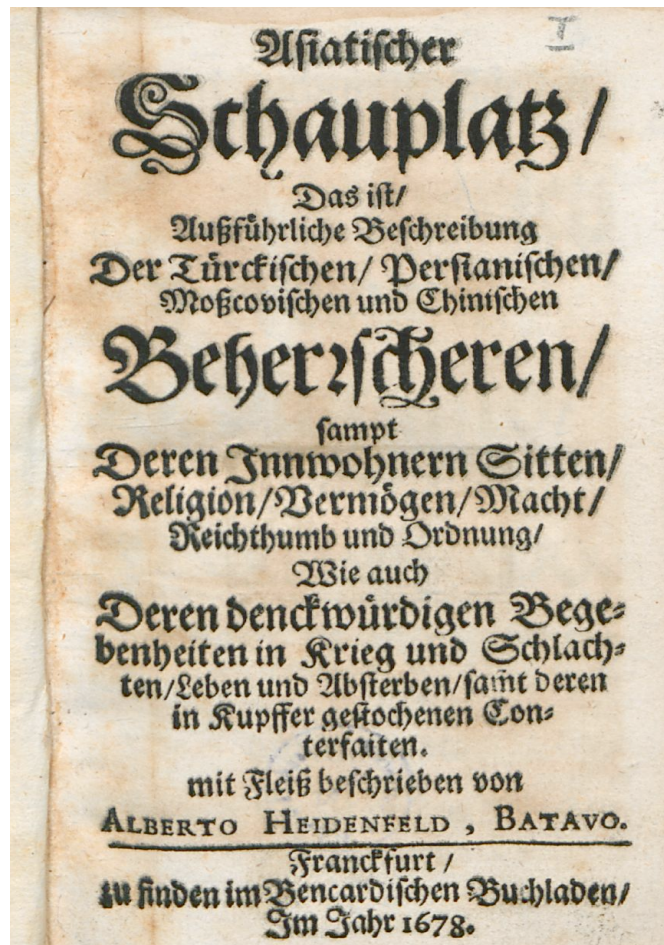 I
Asiatischer
Schauplatz/
Das ist/
Außführliche Beschreibung
Der Türckischen/ Persianischen/
Moßcovischen und Chinischen
Beherrscheren/
sampt
Deren Innwohnern Sitten/
Religion/Vermögen/Macht/
Reichthumb und Ordnung/
Wie auch
Deren denckwürdigen Bege-
benheiten in Krieg und Schlach-
ten/Leben und Absterben/sam̃t deren
in Kupffer gestochenen Con-
terfaiten.
mit Fleiß beschrieben von
ALBERTO HEIDENFELD, BATAVO.
Franckfurt/
zu finden im Bencardischen Buchladen/
Im Jahr 1678.